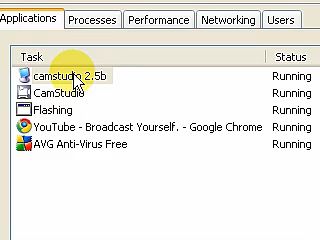 Applications Processes Performance Networking Users
Task Status
camstudio 2.5b Running
CamStudio Running
Flashing Running
YouTube - Broadcast Yourself. - Google Chrome Running
AVG Anti-Virus Free Running